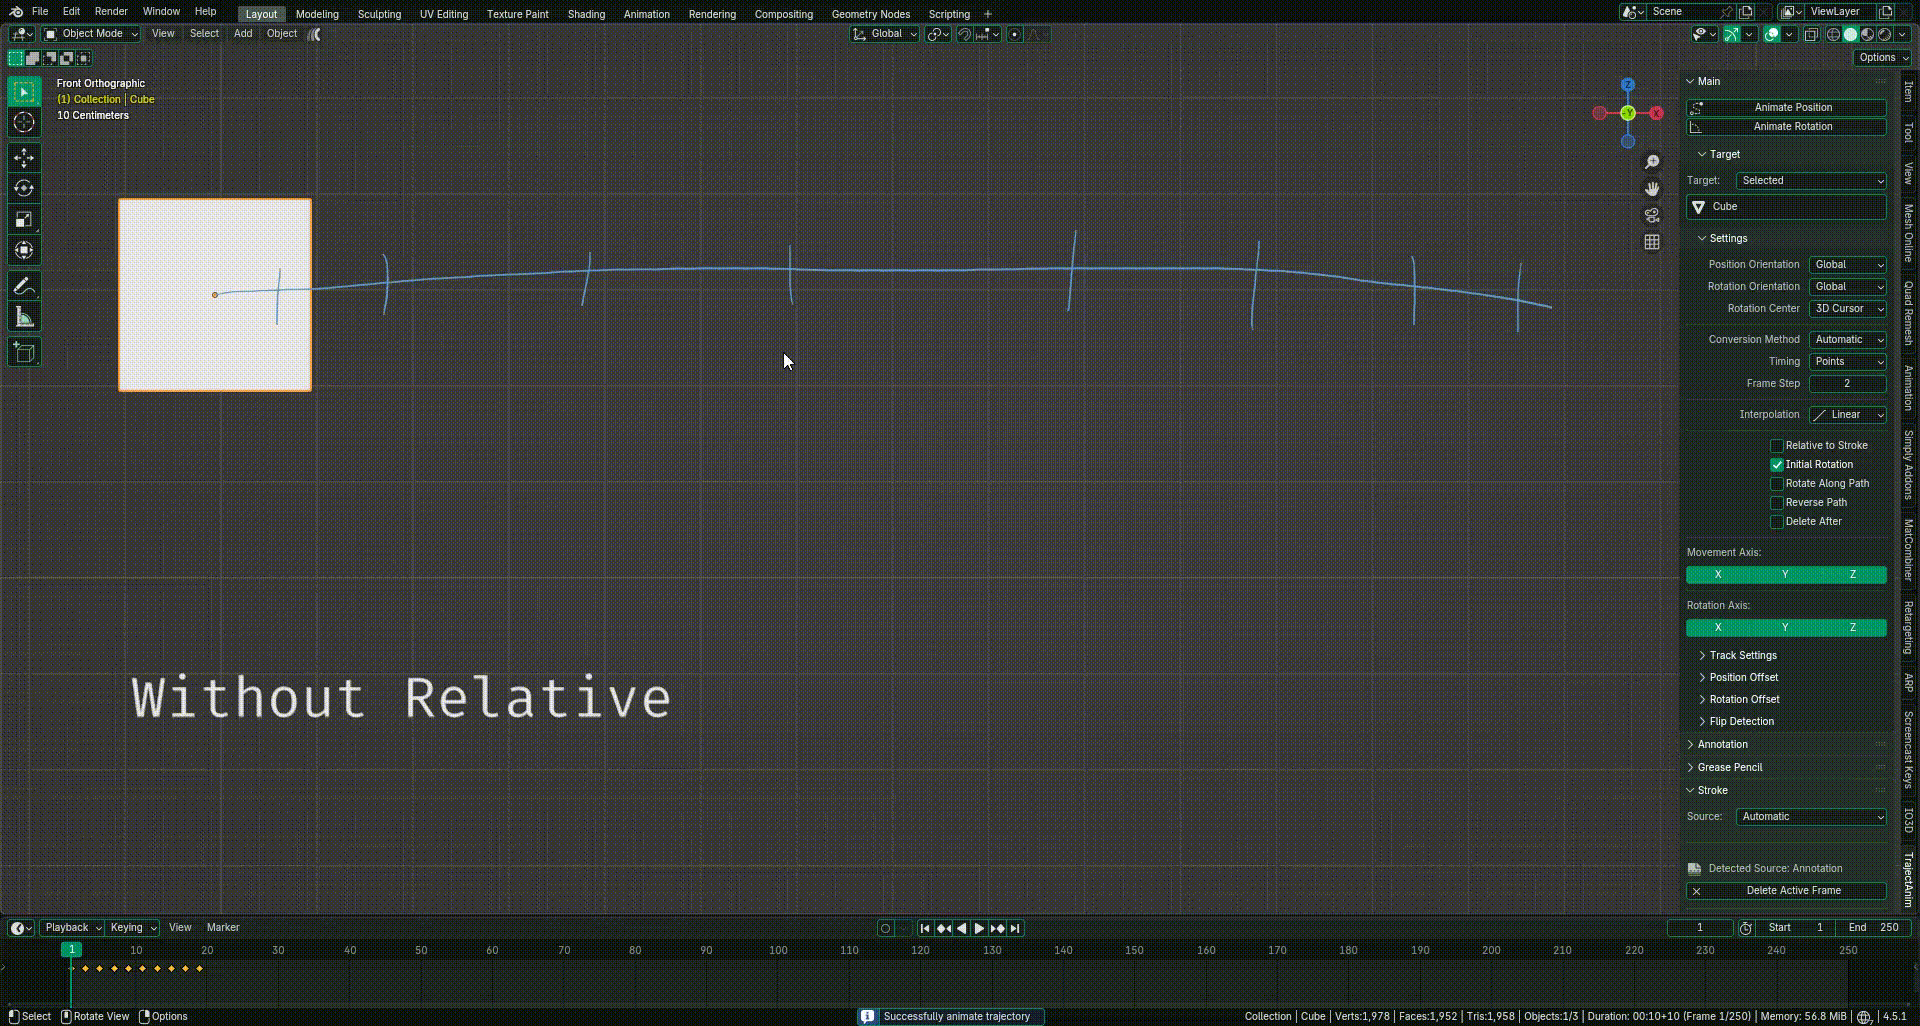 File Edit Render Window Help Layout Modeling Sculpting UV Editing Texture Paint Shading Animation Rendering Compositing Geometry Nodes Scripting + Scene ViewLayer
Object Mode View Select Add Object Global
Options
Front Orthographic
(1) Collection | Cube
10 Centimeters
Z
Y
X
Main
Animate Position
Animate Rotation
Target
Target: Selected
Cube
Settings
Position Orientation Global
Rotation Orientation Global
Rotation Center 3D Cursor
Conversion Method Automatic
Timing Points
Frame Step 2
Interpolation Linear
Relative to Stroke
Initial Rotation
Rotate Along Path
Reverse Path
Delete After
Movement Axis:
X Y Z
Rotation Axis:
X Y Z
Track Settings
Position Offset
Rotation Offset
Flip Detection
Annotation
Grease Pencil
Stroke
Source: Automatic
Detected Source: Annotation
Delete Active Frame
Item
Tool
View
Mesh Online
Quad Remesh
Animation
Simply Addons
MatCombiner
Retargeting
ARP
Screencast Keys
IO3D
TrajectAnim
Without Relative
Playback Keying View Marker 1 Start 1 End 250
1 10 20 30 40 50 60 70 80 90 100 110 120 130 140 150 160 170 180 190 200 210 220 230 240 250
Select Rotate View Options Successfully animate trajectory Collection | Cube | Verts:1,978 | Faces:1,952 | Tris:1,958 | Objects:1/3 | Duration: 00:10+10 (Frame 1/250) | Memory: 56.8 MiB | 4.5.1